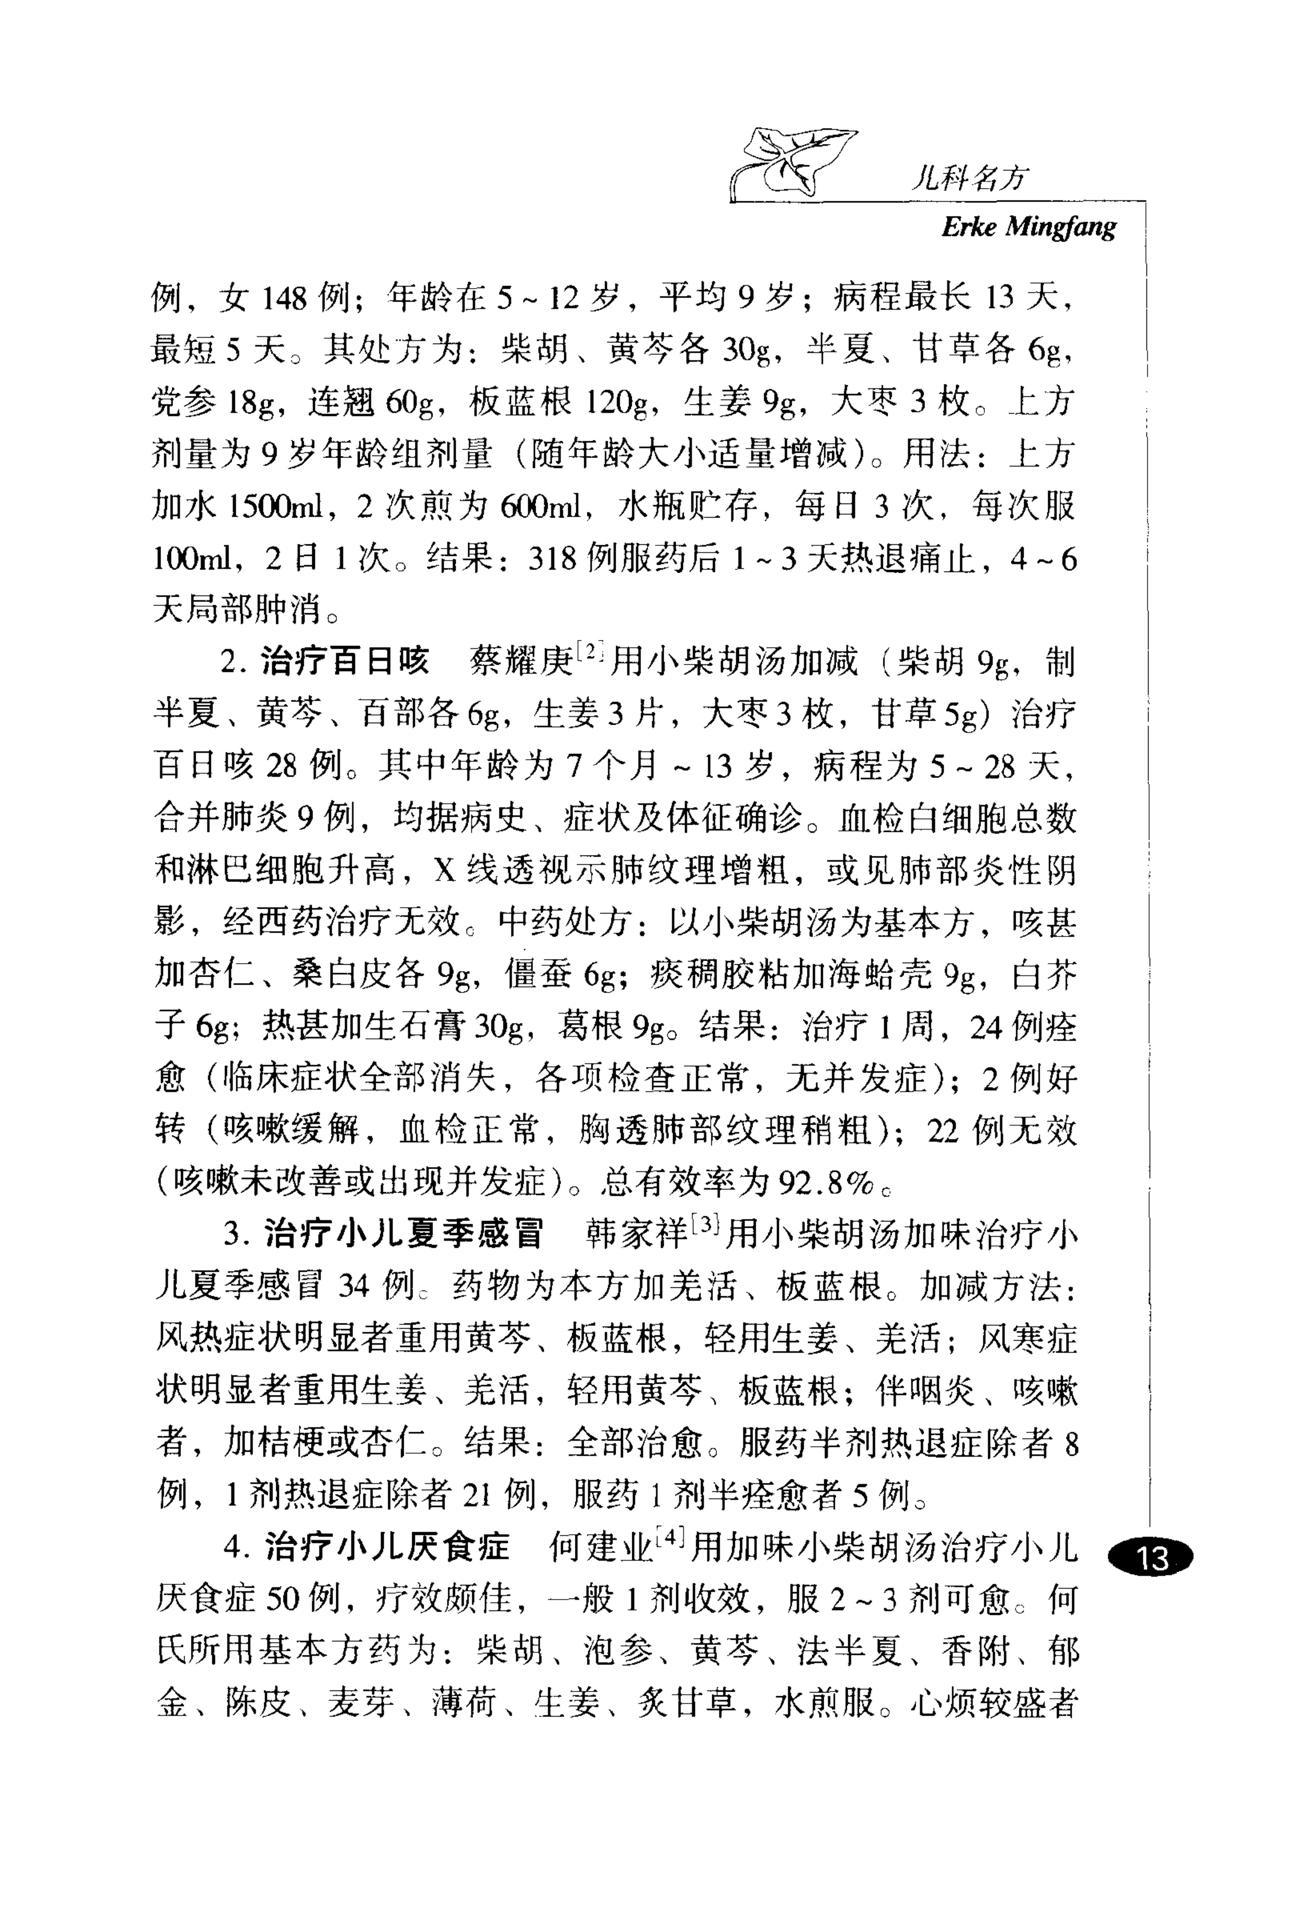 儿科名方
Erke Mingfang
例，女 148 例；年龄在 5 ~ 12 岁，平均 9 岁；病程最长 13 天，
最短 5 天。其处方为：柴胡、黄芩各 30g，半夏、甘草各 6g，
党参 18g，连翘 60g，板蓝根 120g，生姜 9g，大枣 3 枚。上方
剂量为 9 岁年龄组剂量（随年龄大小适量增减）。用法：上方
加水 1500ml，2 次煎为 600ml，水瓶贮存，每日 3 次，每次服
100ml，2 日 1 次。结果：318 例服药后 1 ~ 3 天热退痛止，4 ~ 6
天局部肿消。
2. 治疗百日咳　蔡耀庚[2]用小柴胡汤加减（柴胡 9g，制
半夏、黄芩、百部各 6g，生姜 3 片，大枣 3 枚，甘草 5g）治疗
百日咳 28 例。其中年龄为 7 个月 ~ 13 岁，病程为 5 ~ 28 天，
合并肺炎 9 例，均据病史、症状及体征确诊。血检白细胞总数
和淋巴细胞升高，X 线透视示肺纹理增粗，或见肺部炎性阴
影，经西药治疗无效。中药处方：以小柴胡汤为基本方，咳甚
加杏仁、桑白皮各 9g，僵蚕 6g；痰稠胶粘加海蛤壳 9g，白芥
子 6g；热甚加生石膏 30g，葛根 9g。结果：治疗 1 周，24 例痊
愈（临床症状全部消失，各项检查正常，无并发症）；2 例好
转（咳嗽缓解，血检正常，胸透肺部纹理稍粗）；22 例无效
（咳嗽未改善或出现并发症）。总有效率为 92.8%。
3. 治疗小儿夏季感冒　韩家祥[3]用小柴胡汤加味治疗小
儿夏季感冒 34 例。药物为本方加羌活、板蓝根。加减方法：
风热症状明显者重用黄芩、板蓝根，轻用生姜、羌活；风寒症
状明显者重用生姜、羌活，轻用黄芩、板蓝根；伴咽炎、咳嗽
者，加桔梗或杏仁。结果：全部治愈。服药半剂热退症除者 8
例，1 剂热退症除者 21 例，服药 1 剂半痊愈者 5 例。
4. 治疗小儿厌食症　何建业[4]用加味小柴胡汤治疗小儿
厌食症 50 例，疗效颇佳，一般 1 剂收效，服 2 ~ 3 剂可愈。何
氏所用基本方药为：柴胡、泡参、黄芩、法半夏、香附、郁
金、陈皮、麦芽、薄荷、生姜、炙甘草，水煎服。心烦较盛者
13